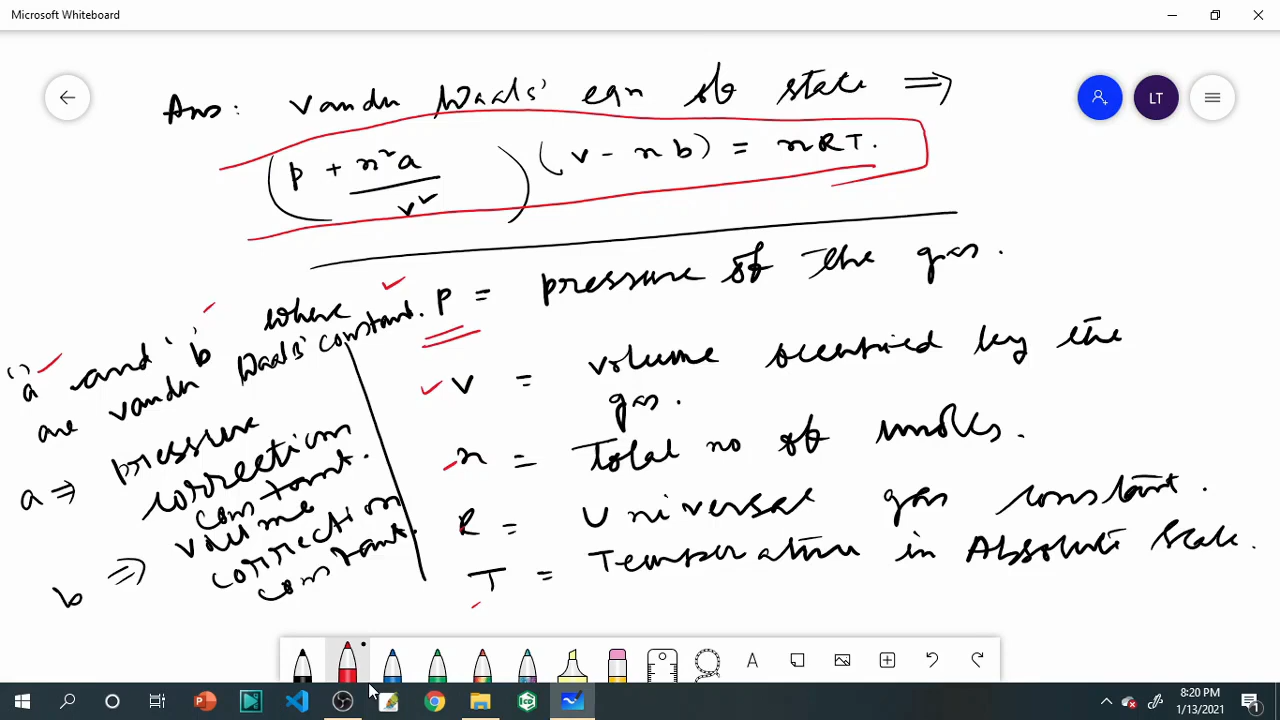 Microsoft Whiteboard
LT
Ans: Vander Waals' eqn of state ⇒
(P + n²a / v²) (v - nb) = nRT.
where P = pressure of the gas.
'a' and 'b'
are vander Waals' constant.
v = volume occupied by the
gas.
n = Total no of moles.
R = Universal gas constant.
T = Temperature in Absolute Scale.
a ⇒ pressure
correction
constant.
b ⇒ volume
correction
constant.
A
8:20 PM
1/13/2021